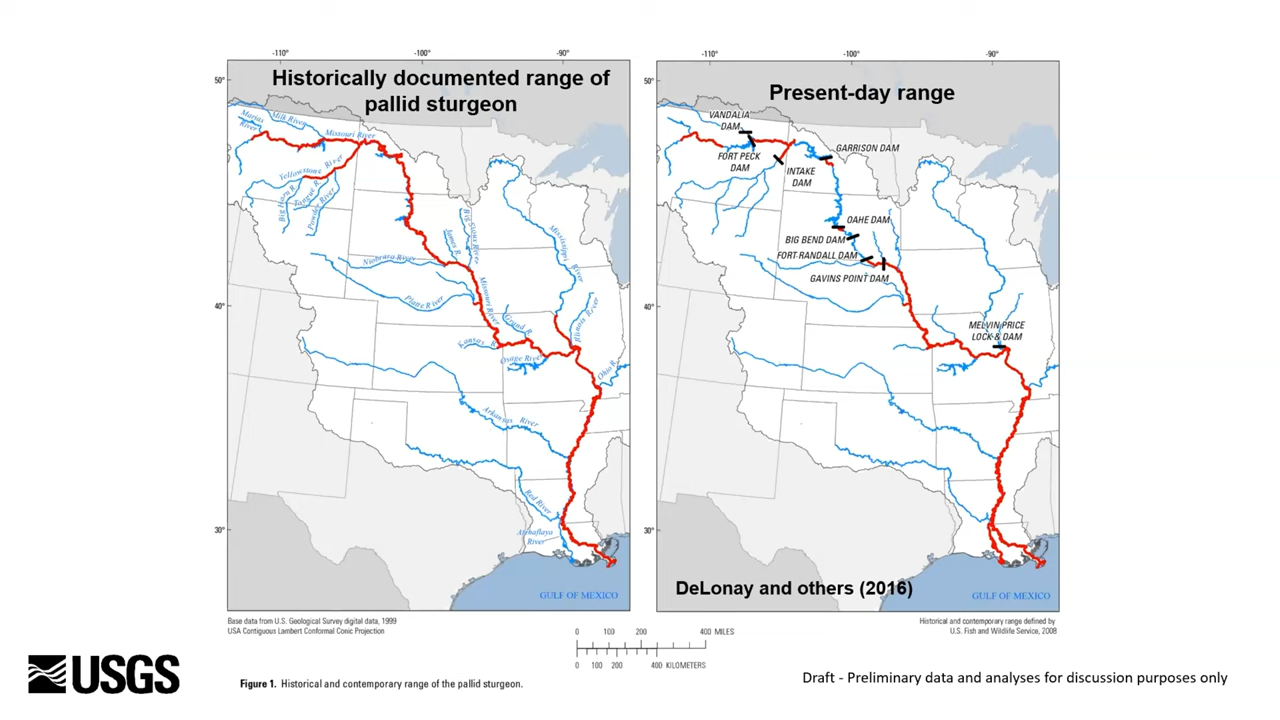 -110°
-100°
-90°
50°
40°
30°
Historically documented range of
pallid sturgeon
Marias
River
Milk River
Missouri River
Yellowstone
River
Big Horn R.
Tongue R.
Powder River
Niobrara River
James R.
Big Sioux River
Platte River
Missouri River
Mississippi
River
Grand R.
Illinois River
Kansas R.
Osage River
Ohio R.
Arkansas River
Red River
Atchafalaya
River
GULF OF MEXICO
-110°
-100°
-90°
50°
40°
30°
Present-day range
VANDALIA
DAM
FORT PECK
DAM
INTAKE
DAM
GARRISON DAM
OAHE DAM
BIG BEND DAM
FORT RANDALL DAM
GAVINS POINT DAM
MELVIN PRICE
LOCK & DAM
DeLonay and others (2016)
GULF OF MEXICO
Base data from U.S. Geological Survey digital data, 1999
USA Contiguous Lambert Conformal Conic Projection
Historical and contemporary range defined by
U.S. Fish and Wildlife Service, 2008
0 100 200 400 MILES
0 100 200 400 KILOMETERS
USGS
Figure 1. Historical and contemporary range of the pallid sturgeon.
Draft - Preliminary data and analyses for discussion purposes only